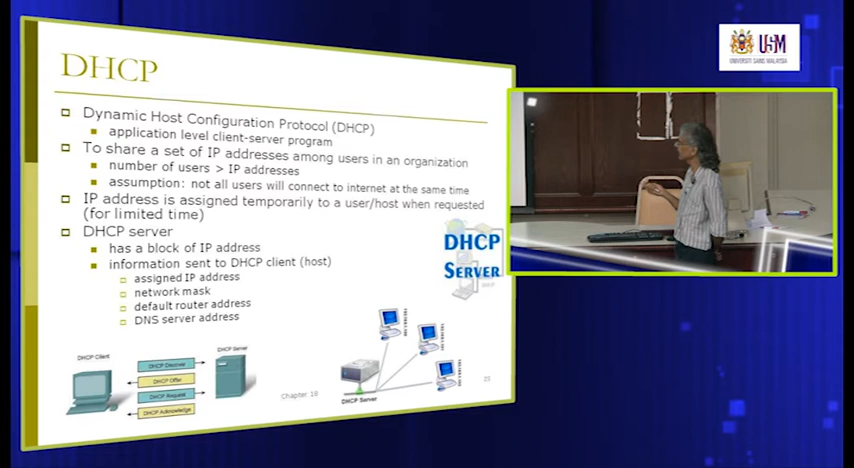 DHCP
Dynamic Host Configuration Protocol (DHCP)
application level client-server program
To share a set of IP addresses among users in an organization
number of users > IP addresses
assumption: not all users will connect to internet at the same time
IP address is assigned temporarily to a user/host when requested
(for limited time)
DHCP server
has a block of IP address
information sent to DHCP client (host)
assigned IP address
network mask
default router address
DNS server address
DHCP
SERVER
DHCP
DHCP Client
DHCP Server
DHCP Discover
DHCP Offer
DHCP Request
DHCP Acknowledge
DHCP Server
Chapter 18
USM
UNIVERSITI SAINS MALAYSIA